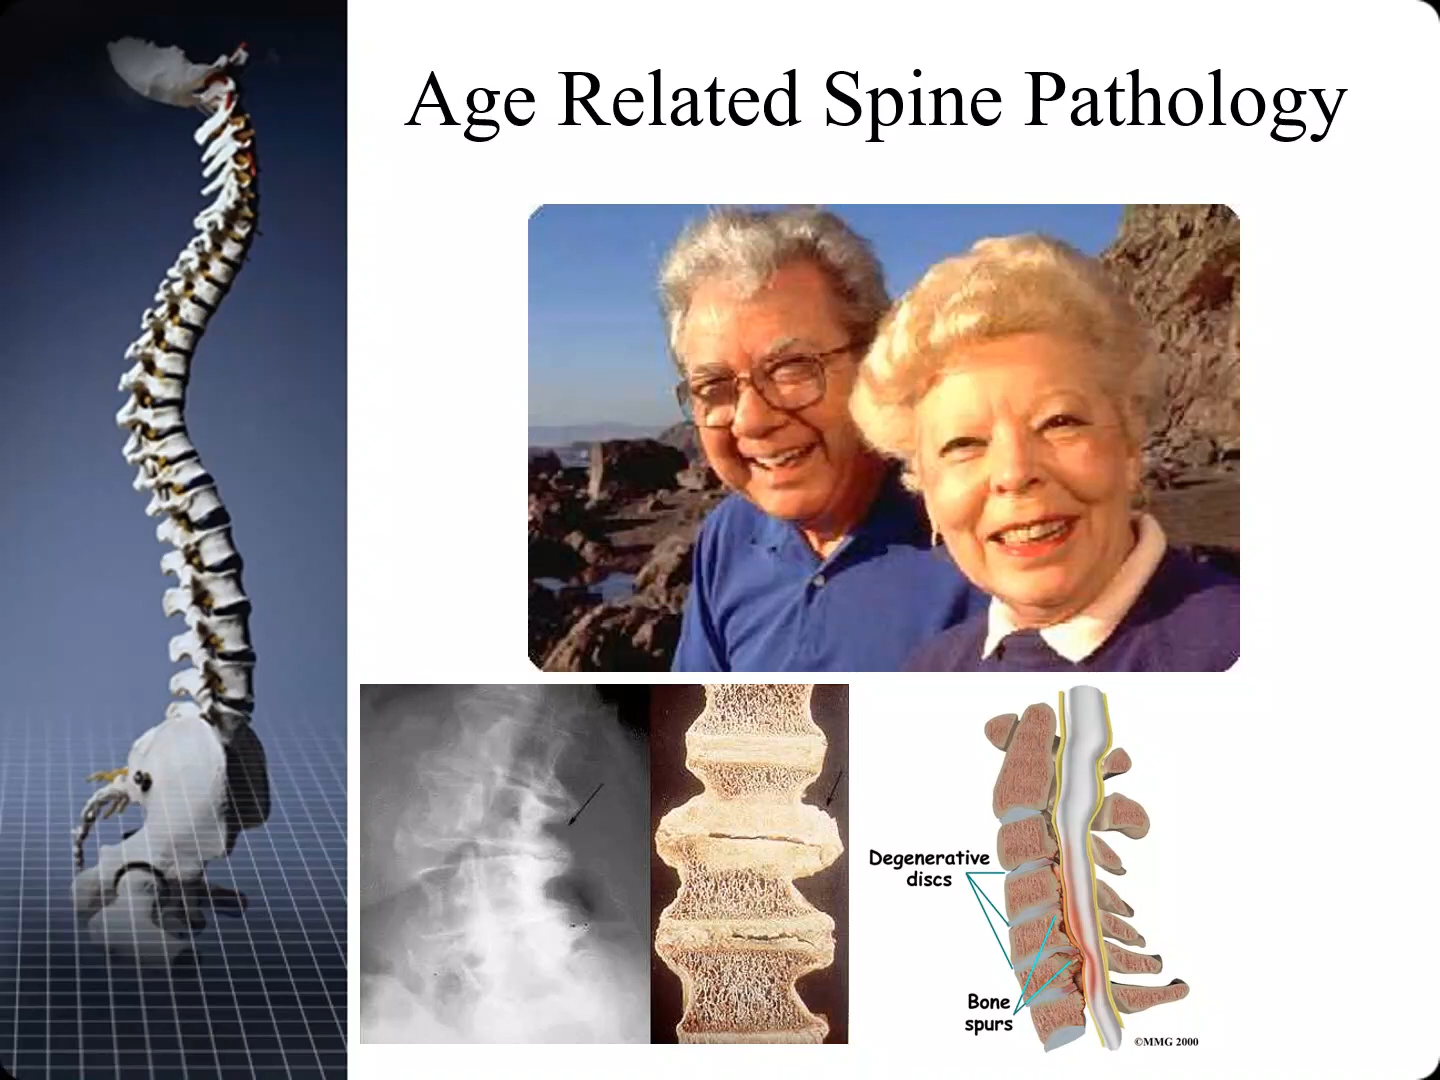 Age Related Spine Pathology
Degenerative
discs
Bone
spurs
©MMG 2000